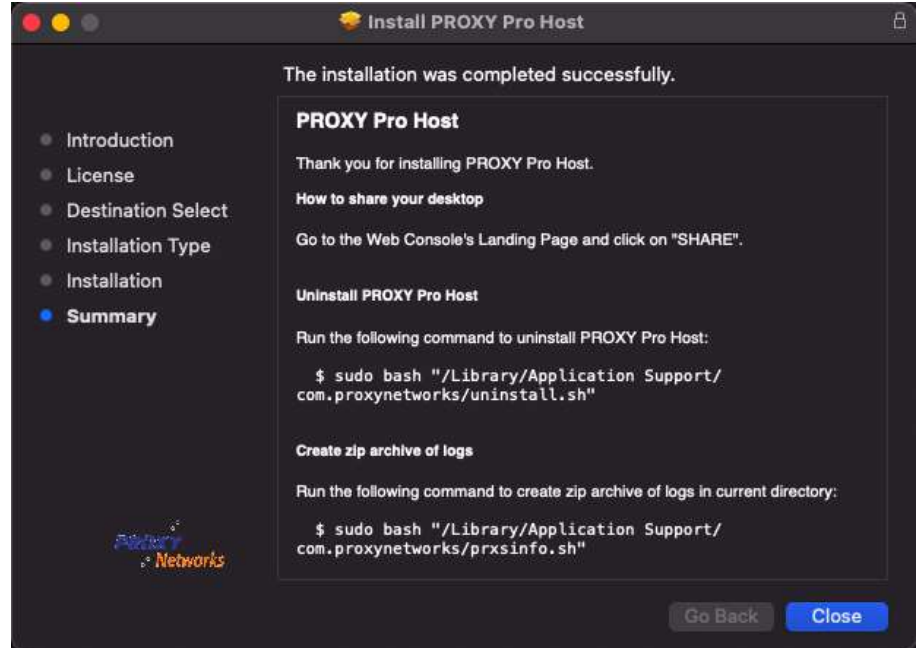 Install PROXY Pro Host
The installation was completed successfully.
Introduction
License
Destination Select
Installation Type
Installation
Summary
PROXY Pro Host
Thank you for installing PROXY Pro Host.
How to share your desktop
Go to the Web Console's Landing Page and click on "SHARE".
Uninstall PROXY Pro Host
Run the following command to uninstall PROXY Pro Host:
$ sudo bash "/Library/Application Support/
com.proxynetworks/uninstall.sh"
Create zip archive of logs
Run the following command to create zip archive of logs in current directory:
$ sudo bash "/Library/Application Support/
com.proxynetworks/prxsinfo.sh"
PROXY
Networks
Go Back
Close